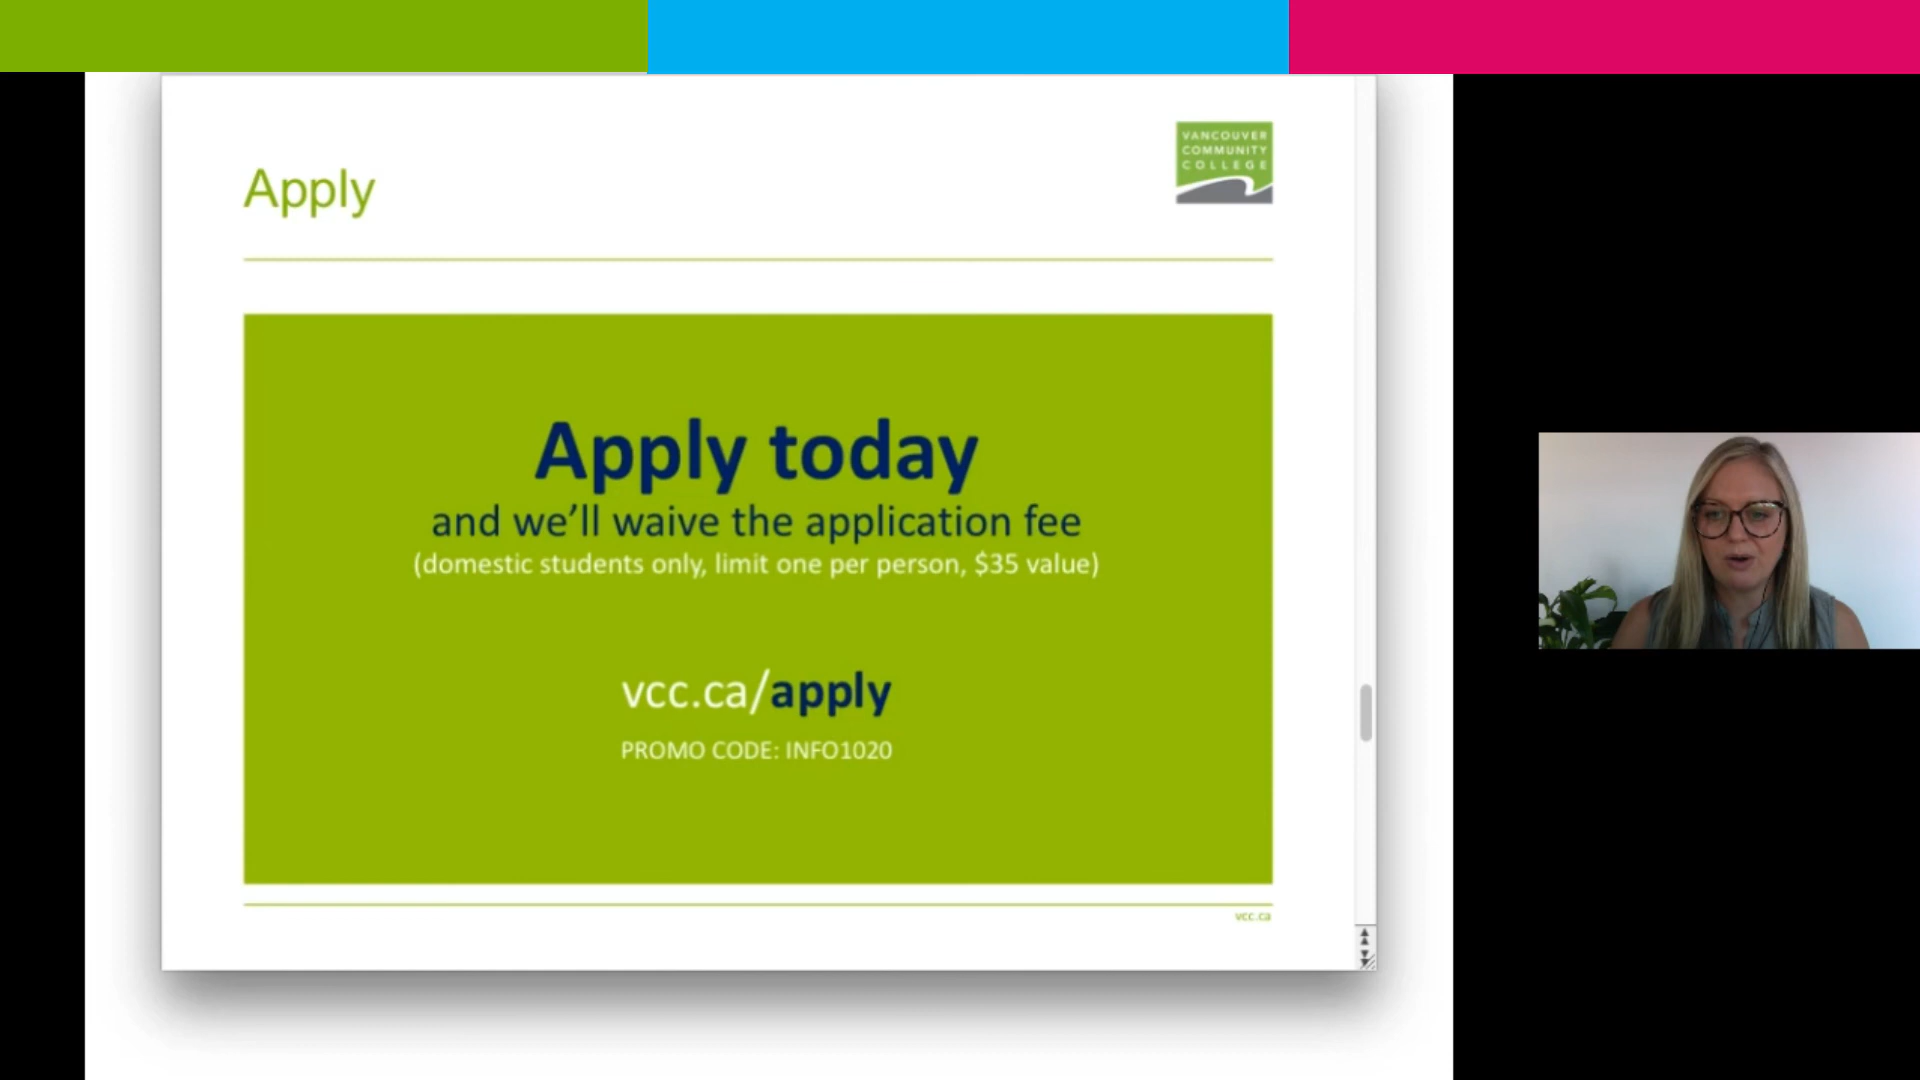 Apply
VANCOUVER
COMMUNITY
COLLEGE
Apply today
and we'll waive the application fee
(domestic students only, limit one per person, $35 value)
vcc.ca/apply
PROMO CODE: INFO1020
vcc.ca